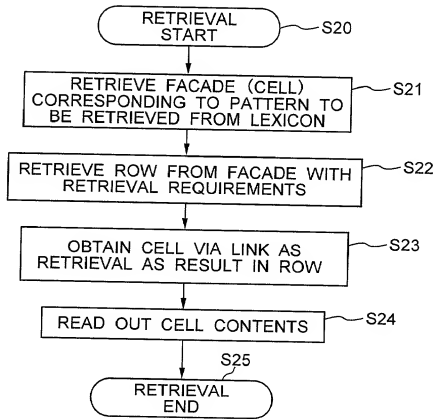 RETRIEVAL
START
S20
RETRIEVE FACADE (CELL)
CORRESPONDING TO PATTERN TO
BE RETRIEVED FROM LEXICON
S21
RETRIEVE ROW FROM FACADE WITH
RETRIEVAL REQUIREMENTS
S22
OBTAIN CELL VIA LINK AS
RETRIEVAL AS RESULT IN ROW
S23
READ OUT CELL CONTENTS
S24
S25
RETRIEVAL
END